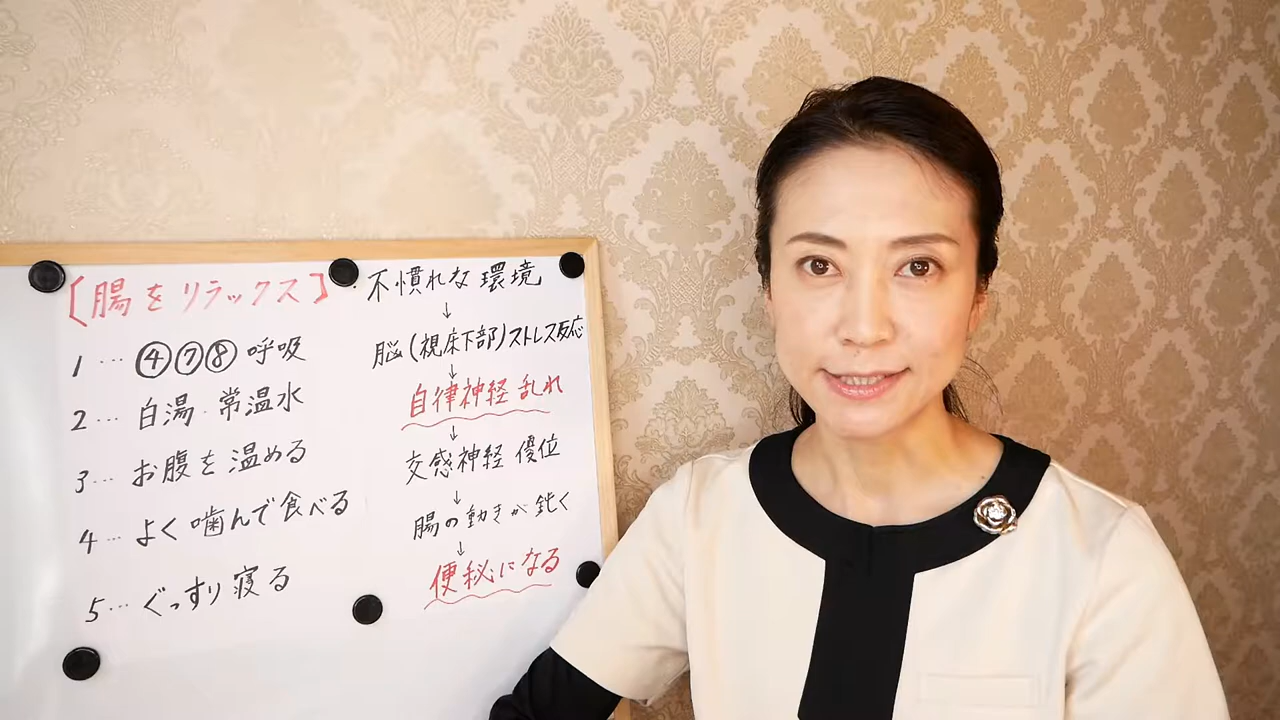 [腸をリラックス]
1… ④⑦⑧呼吸
2… 白湯 常温水
3… お腹を温める
4… よく噛んで食べる
5… ぐっすり寝る
不慣れな環境
↓
脳(視床下部)ストレス反応
↓
自律神経乱れ
↓
交感神経 優位
↓
腸の動きが鈍く
↓
便秘になる